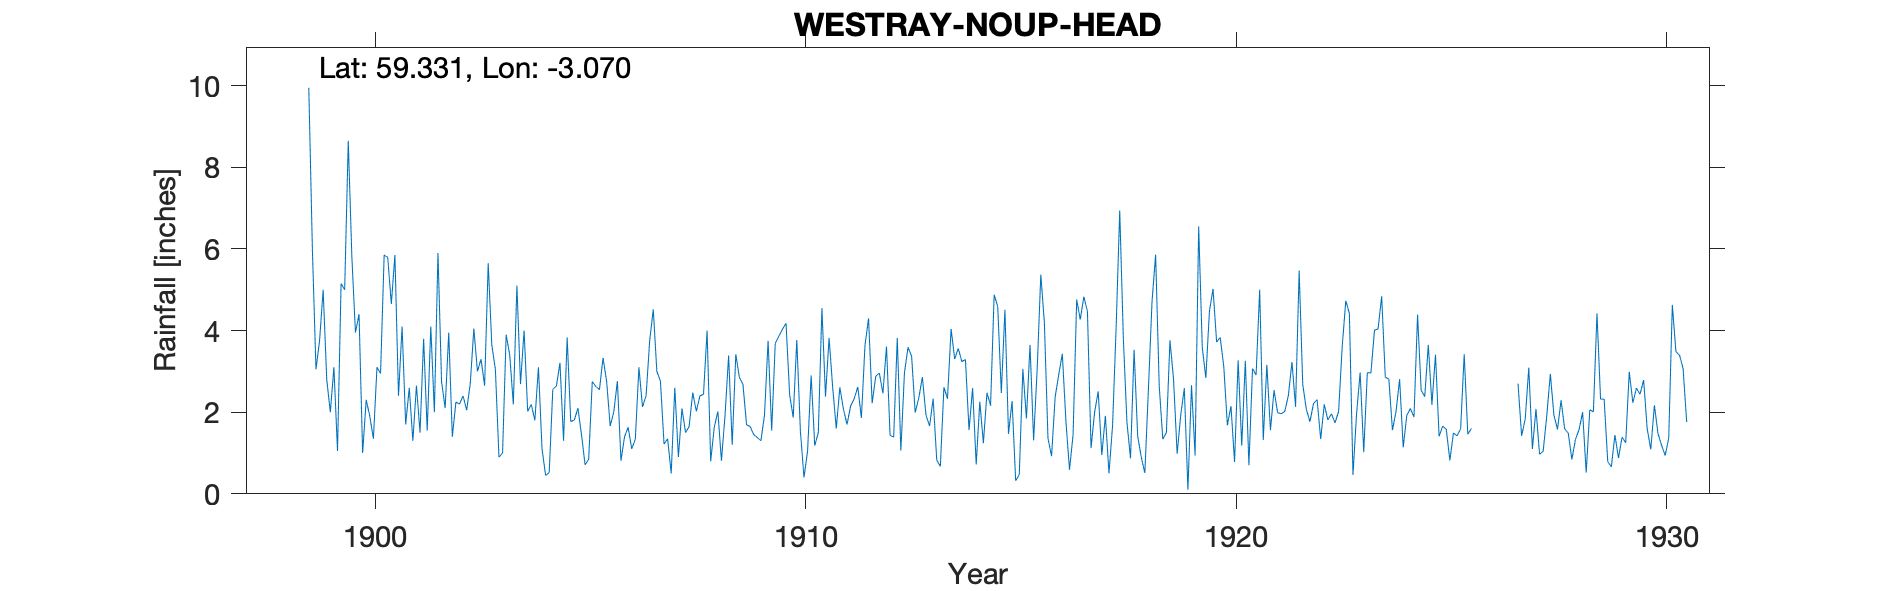 WESTRAY-NOUP-HEAD
Lat: 59.331, Lon: -3.070
10
8
6
4
2
0
Rainfall [inches]
1900 1910 1920 1930
Year